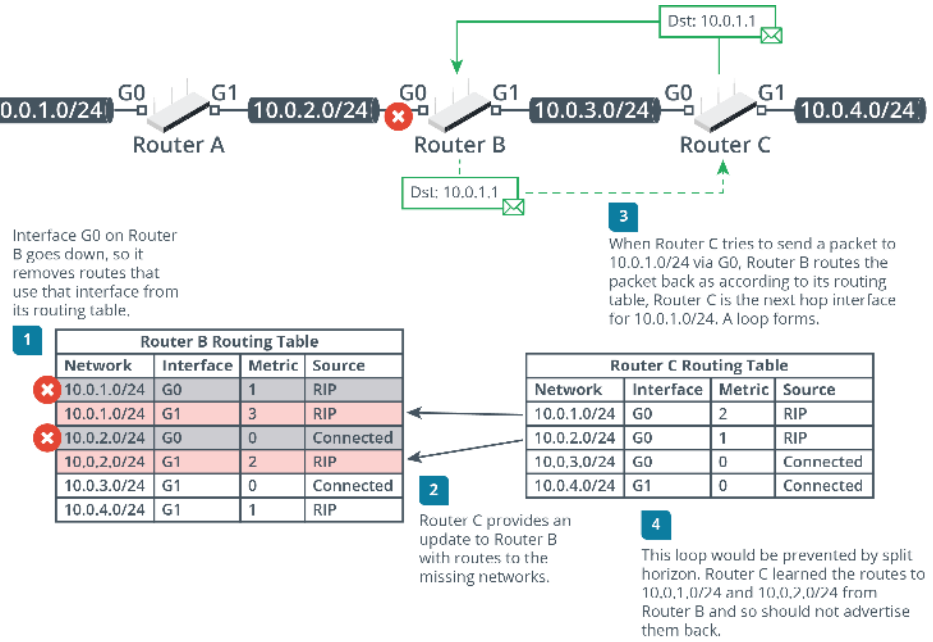 Dst: 10.0.1.1
G0
G1
G0
G1
G0
G1
0.0.1.0/24
10.0.2.0/24
10.0.3.0/24
10.0.4.0/24
Router A
Router B
Router C
Dst: 10.0.1.1
3
When Router C tries to send a packet to
10.0.1.0/24 via G0, Router B routes the
packet back as according to its routing
table, Router C is the next hop interface
for 10.0.1.0/24. A loop forms.
Interface G0 on Router
B goes down, so it
removes routes that
use that interface from
its routing table.
1
Router B Routing Table
Network Interface Metric Source
10.0.1.0/24 G0 1 RIP
10.0.1.0/24 G1 3 RIP
10.0.2.0/24 G0 0 Connected
10.0.2.0/24 G1 2 RIP
10.0.3.0/24 G1 0 Connected
10.0.4.0/24 G1 1 RIP
Router C Routing Table
Network Interface Metric Source
10.0.1.0/24 G0 2 RIP
10.0.2.0/24 G0 1 RIP
10.0.3.0/24 G0 0 Connected
10.0.4.0/24 G1 0 Connected
2
Router C provides an
update to Router B
with routes to the
missing networks.
4
This loop would be prevented by split
horizon. Router C learned the routes to
10.0.1.0/24 and 10.0.2.0/24 from
Router B and so should not advertise
them back.